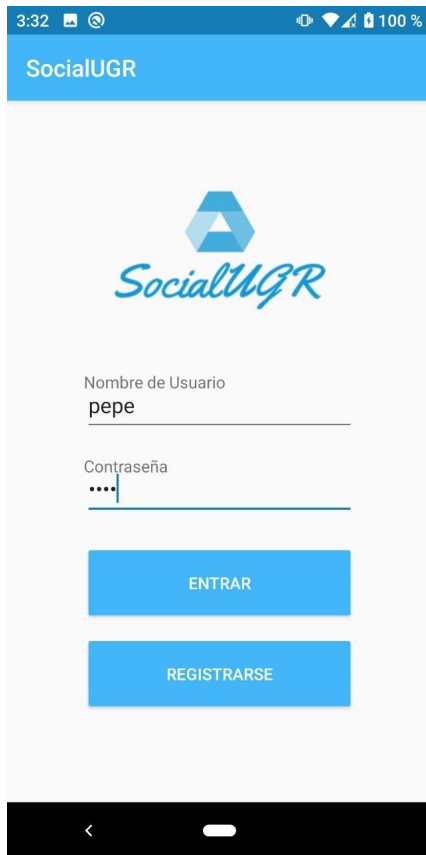 3:32 100 %
SocialUGR
SocialUGR
Nombre de Usuario
pepe
Contraseña
••••
ENTRAR
REGISTRARSE